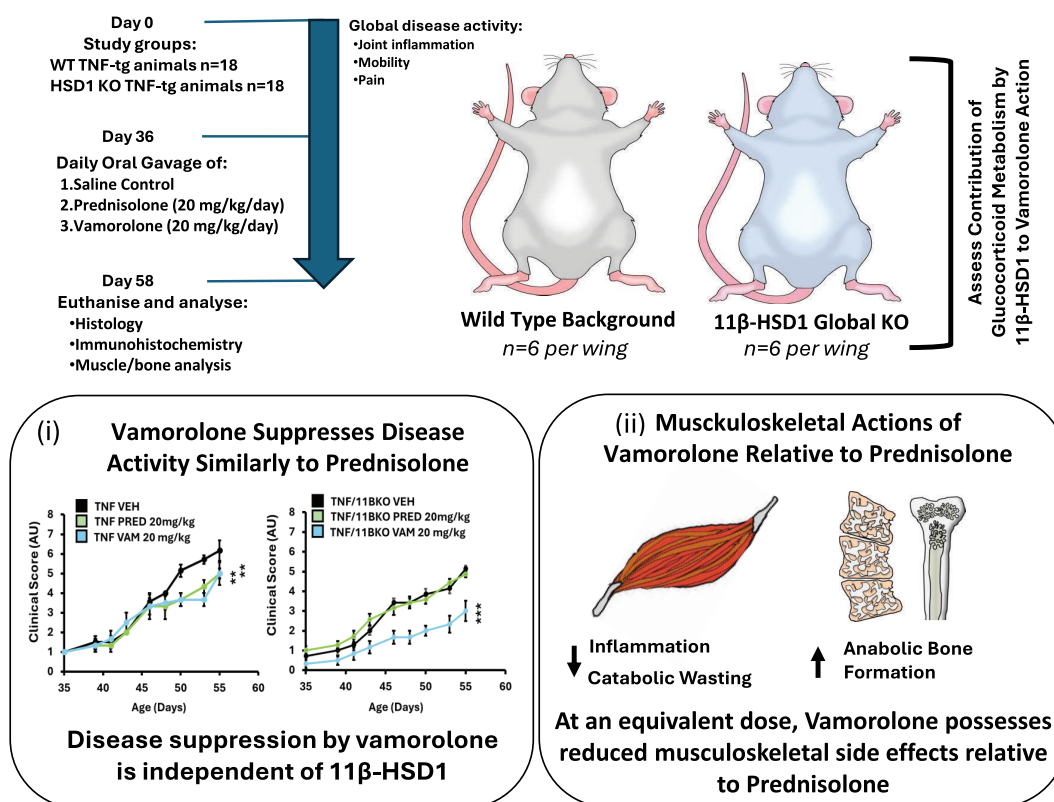 Day 0
Study groups:
WT TNF-tg animals n=18
HSD1 KO TNF-tg animals n=18
Day 36
Daily Oral Gavage of:
1.Saline Control
2.Prednisolone (20 mg/kg/day)
3.Vamorolone (20 mg/kg/day)
Day 58
Euthanise and analyse:
•Histology
•Immunohistochemistry
•Muscle/bone analysis
Global disease activity:
•Joint inflammation
•Mobility
•Pain
Wild Type Background
n=6 per wing
11β-HSD1 Global KO
n=6 per wing
Assess Contribution of
Glucocorticoid Metabolism by
11β-HSD1 to Vamorolone Action
(i) Vamorolone Suppresses Disease
Activity Similarly to Prednisolone
TNF VEH
TNF PRED 20mg/kg
TNF VAM 20 mg/kg
Clinical Score (AU)
8
7
6
5
4
3
2
1
0
35 40 45 50 55 60
Age (Days)
**
**
TNF/11BKO VEH
TNF/11BKO PRED 20mg/kg
TNF/11BKO VAM 20 mg/kg
Clinical Score (AU)
8
7
6
5
4
3
2
1
0
35 40 45 50 55 60
Age (Days)
***
Disease suppression by vamorolone
is independent of 11β-HSD1
(ii) Musckuloskeletal Actions of
Vamorolone Relative to Prednisolone
Inflammation
Catabolic Wasting
Anabolic Bone
Formation
At an equivalent dose, Vamorolone possesses
reduced musculoskeletal side effects relative
to Prednisolone